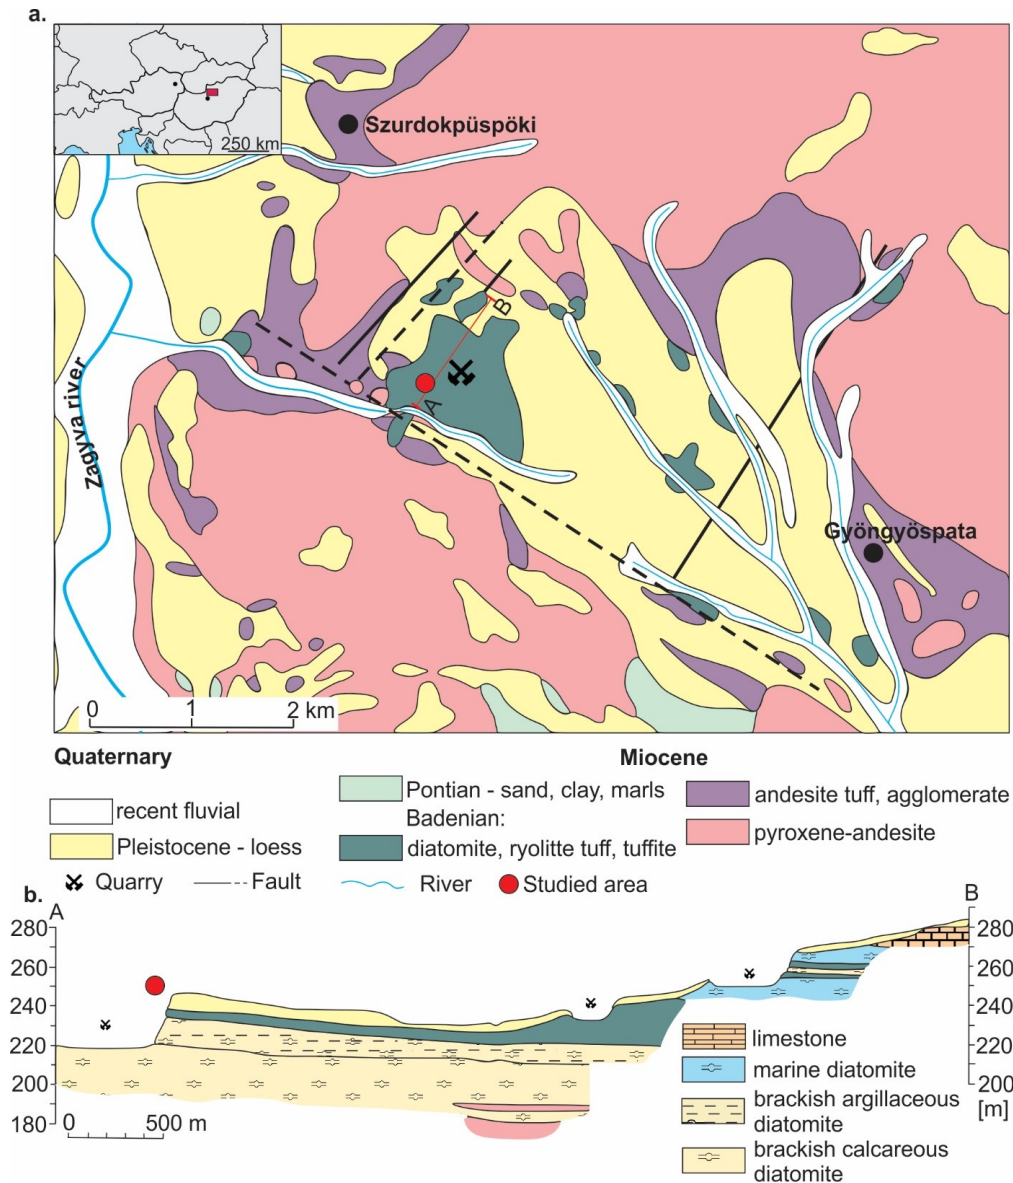 a.
250 km
Szurdokpüspöki
Zagyva river
B
A
Gyöngyöspata
0 1 2 km
Quaternary
Miocene
recent fluvial
Pleistocene - loess
Pontian - sand, clay, marls
Badenian:
diatomite, ryolitte tuff, tuffite
andesite tuff, agglomerate
pyroxene-andesite
Quarry
Fault
River
Studied area
b.
A
B
280
260
240
220
200
180
0 500 m
280
260
240
220
200
[m]
limestone
marine diatomite
brackish argillaceous
diatomite
brackish calcareous
diatomite